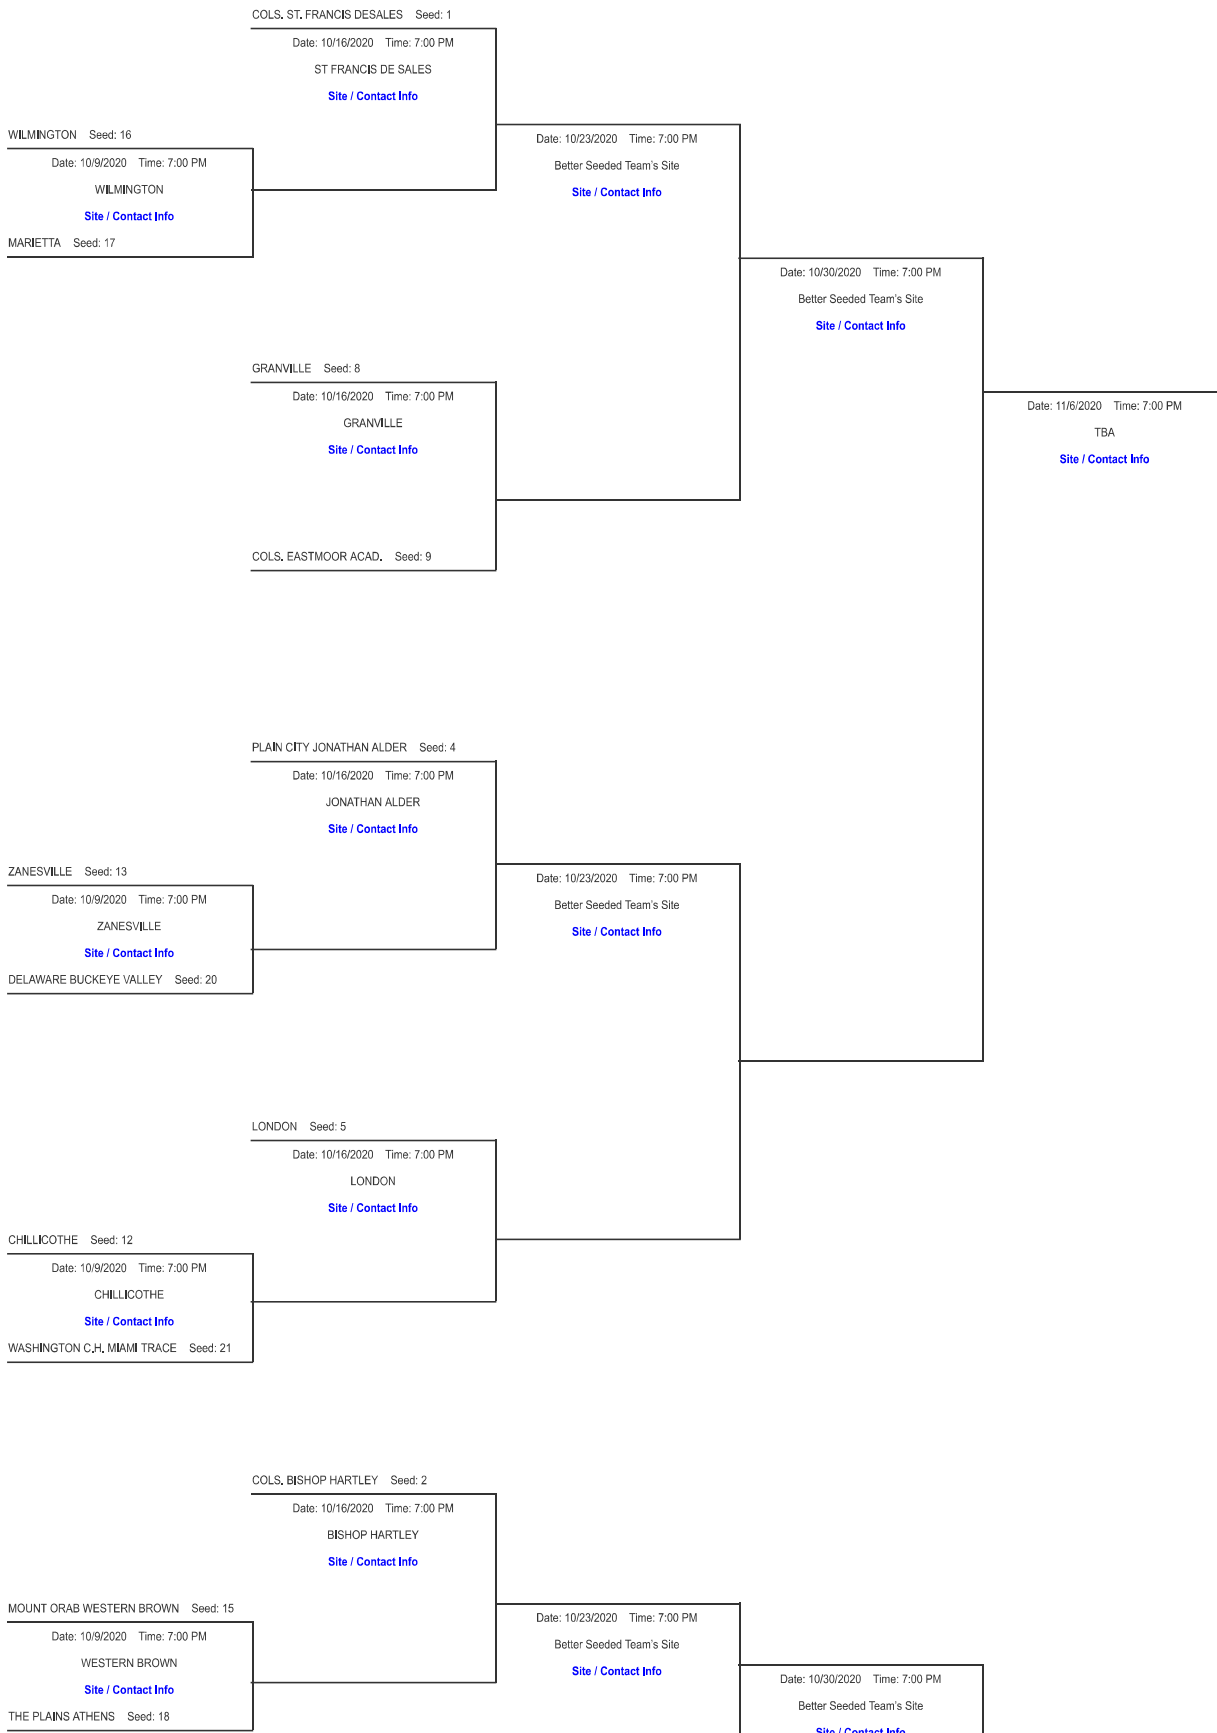 COLS. ST. FRANCIS DESALES Seed: 1
Date: 10/16/2020 Time: 7:00 PM
ST FRANCIS DE SALES
Site / Contact Info
WILMINGTON Seed: 16
Date: 10/9/2020 Time: 7:00 PM
WILMINGTON
Site / Contact Info
MARIETTA Seed: 17
Date: 10/23/2020 Time: 7:00 PM
Better Seeded Team's Site
Site / Contact Info
Date: 10/30/2020 Time: 7:00 PM
Better Seeded Team's Site
Site / Contact Info
GRANVILLE Seed: 8
Date: 10/16/2020 Time: 7:00 PM
GRANVILLE
Site / Contact Info
COLS. EASTMOOR ACAD. Seed: 9
Date: 11/6/2020 Time: 7:00 PM
TBA
Site / Contact Info
PLAIN CITY JONATHAN ALDER Seed: 4
Date: 10/16/2020 Time: 7:00 PM
JONATHAN ALDER
Site / Contact Info
ZANESVILLE Seed: 13
Date: 10/9/2020 Time: 7:00 PM
ZANESVILLE
Site / Contact Info
DELAWARE BUCKEYE VALLEY Seed: 20
Date: 10/23/2020 Time: 7:00 PM
Better Seeded Team's Site
Site / Contact Info
LONDON Seed: 5
Date: 10/16/2020 Time: 7:00 PM
LONDON
Site / Contact Info
CHILLICOTHE Seed: 12
Date: 10/9/2020 Time: 7:00 PM
CHILLICOTHE
Site / Contact Info
WASHINGTON C.H. MIAMI TRACE Seed: 21
COLS. BISHOP HARTLEY Seed: 2
Date: 10/16/2020 Time: 7:00 PM
BISHOP HARTLEY
Site / Contact Info
MOUNT ORAB WESTERN BROWN Seed: 15
Date: 10/9/2020 Time: 7:00 PM
WESTERN BROWN
Site / Contact Info
THE PLAINS ATHENS Seed: 18
Date: 10/23/2020 Time: 7:00 PM
Better Seeded Team's Site
Site / Contact Info
Date: 10/30/2020 Time: 7:00 PM
Better Seeded Team's Site
Site / Contact Info